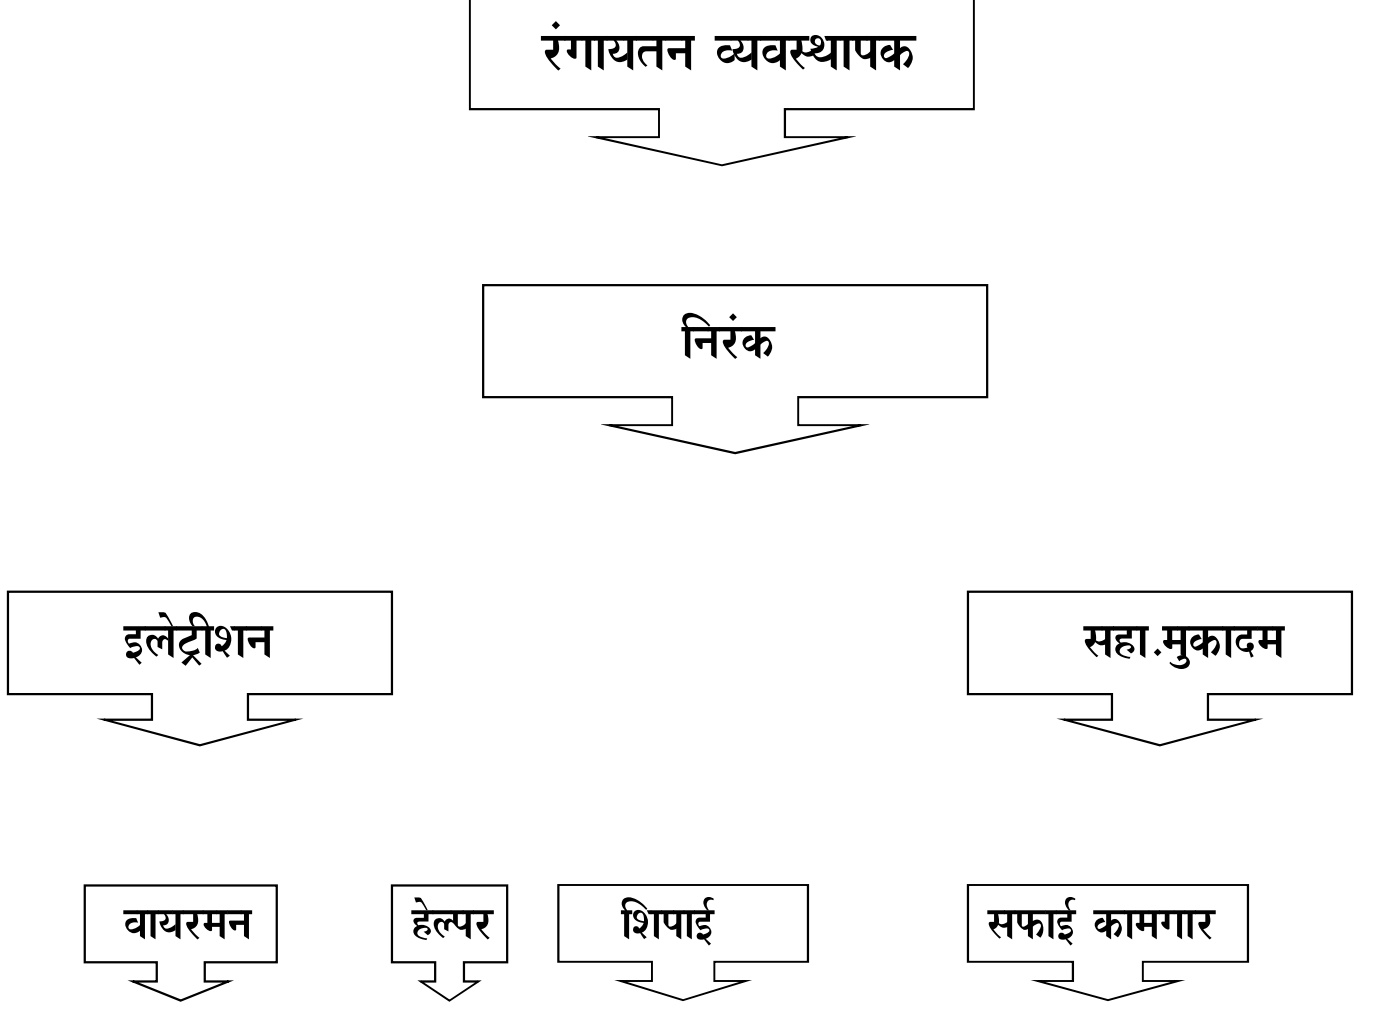 रंगायतन व्यवस्थापक
निरंक
इलेट्रीशन
सहा.मुकादम
वायरमन
हेल्पर
शिपाई
सफाई कामगार